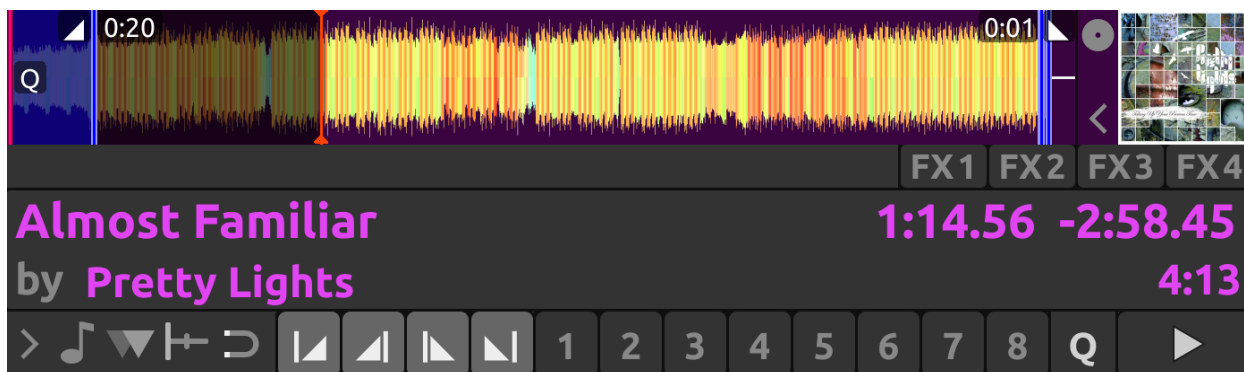 0:20 0:01
Q
FX1 FX2 FX3 FX4
Almost Familiar 1:14.56 -2:58.45
by Pretty Lights 4:13
1 2 3 4 5 6 7 8 Q